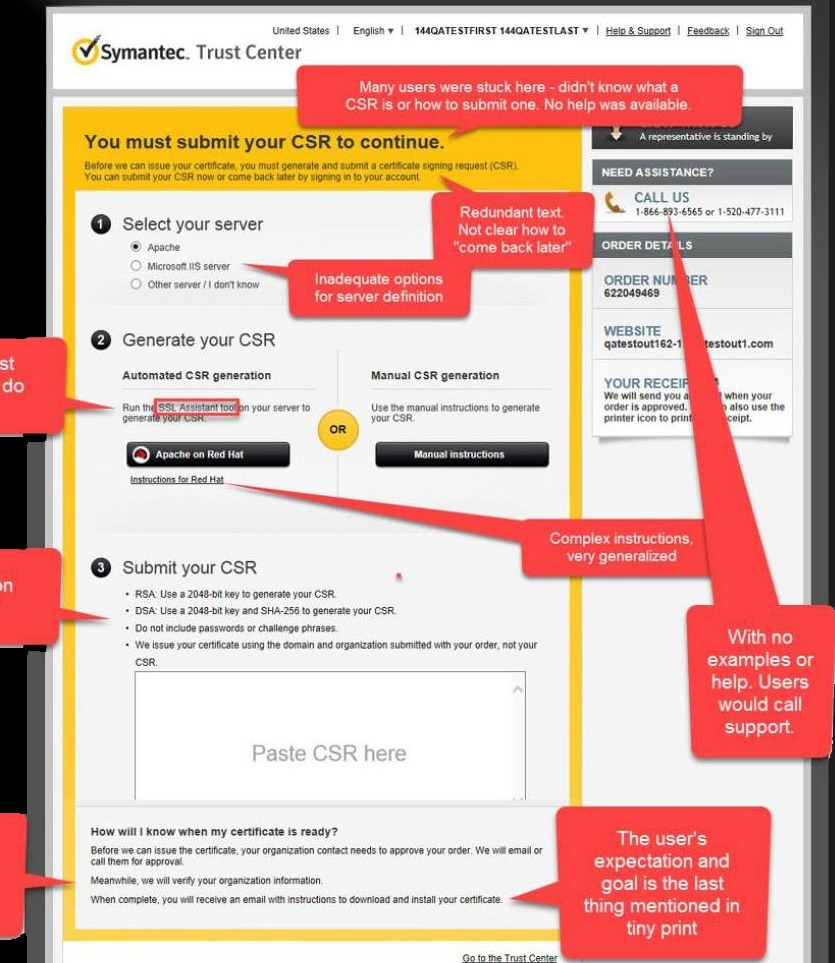 United States | English ▾ | 144QATESTFIRST 144QATESTLAST ▾ | Help & Support | Feedback | Sign Out
Symantec. Trust Center
Many users were stuck here - didn't know what a
CSR is or how to submit one. No help was available.
A representative is standing by
You must submit your CSR to continue.
Before we can issue your certificate, you must generate and submit a certificate signing request (CSR).
You can submit your CSR now or come back later by signing in to your account.
NEED ASSISTANCE?
CALL US
1-866-893-6565 or 1-520-477-3111
Redundant text.
Not clear how to
"come back later"
1 Select your server
Apache
Microsoft IIS server
Other server / I don't know
Inadequate options
for server definition
ORDER DETAILS
ORDER NUMBER
622049469
WEBSITE
qatestout162-1 testout1.com
YOUR RECEIPT
We will send you a when your
order is approved. also use the
printer icon to print
2 Generate your CSR
Automated CSR generation
Run the SSL Assistant tool on your server to
generate your CSR.
Apache on Red Hat
Instructions for Red Hat
OR
Manual CSR generation
Use the manual instructions to generate
your CSR.
Manual instructions
do
Complex instructions,
very generalized
3 Submit your CSR
• RSA: Use a 2048-bit key to generate your CSR.
• DSA: Use a 2048-bit key and SHA-256 to generate your CSR.
• Do not include passwords or challenge phrases.
• We issue your certificate using the domain and organization submitted with your order, not your
CSR.
Paste CSR here
With no
examples or
help. Users
would call
support.
How will I know when my certificate is ready?
Before we can issue the certificate, your organization contact needs to approve your order. We will email or
call them for approval.
Meanwhile, we will verify your organization information.
When complete, you will receive an email with instructions to download and install your certificate.
The user's
expectation and
goal is the last
thing mentioned in
tiny print
Go to the Trust Center